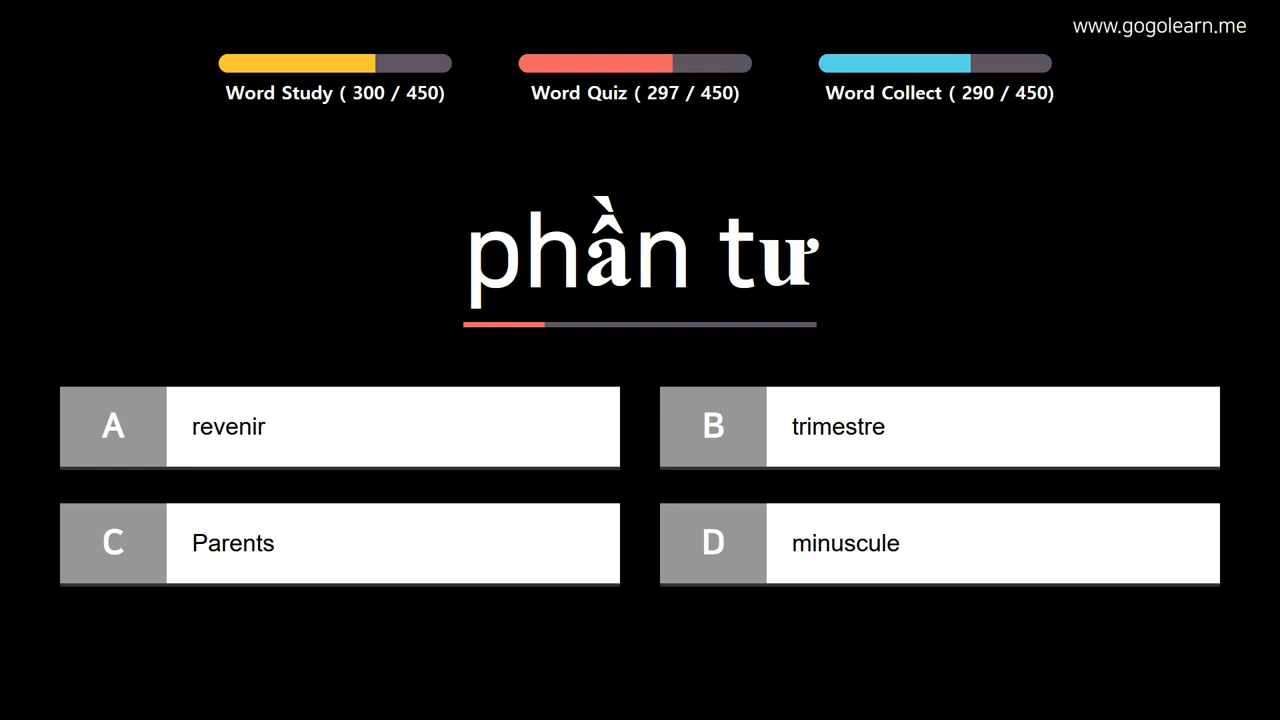 www.gogolearn.me
Word Study ( 300 / 450)
Word Quiz ( 297 / 450)
Word Collect ( 290 / 450)
phần tư
A
revenir
B
trimestre
C
Parents
D
minuscule